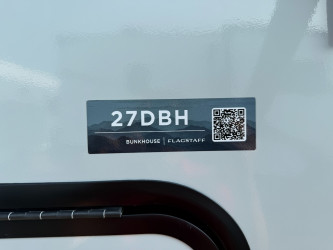 27DBH
BUNKHOUSE | FLAGSTAFF